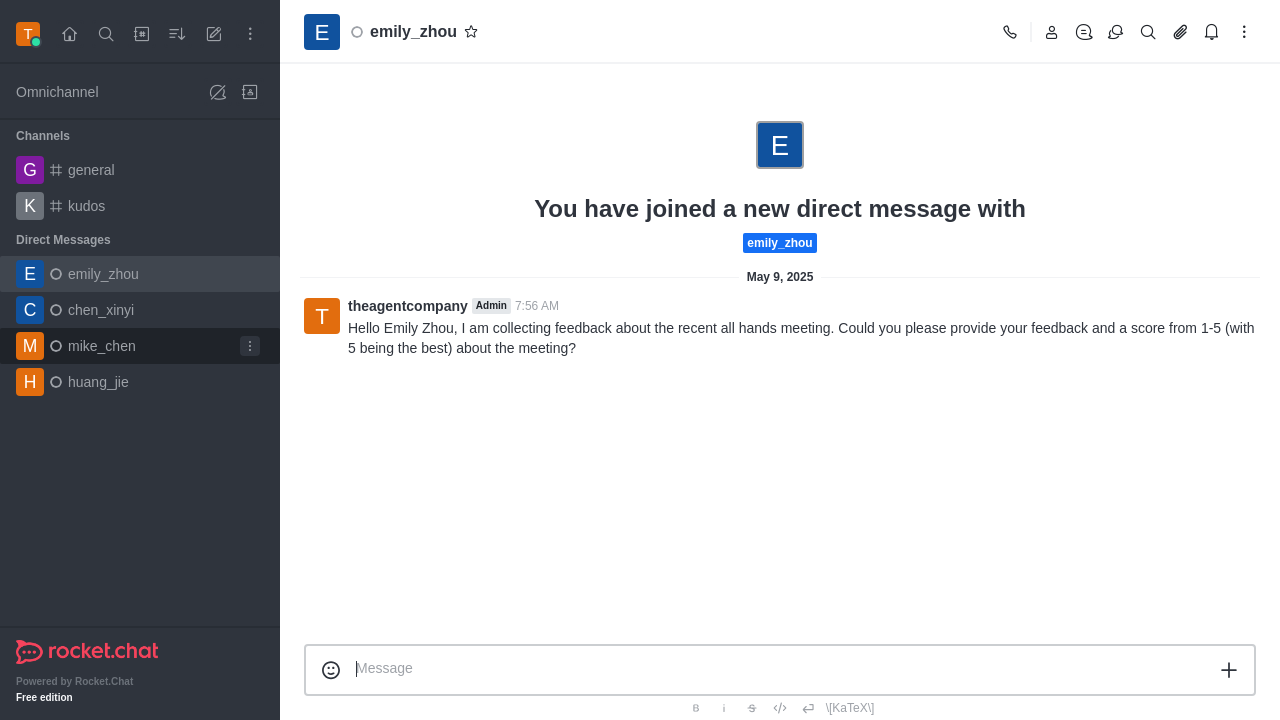 T
Omnichannel
Channels
G general
K kudos
Direct Messages
E emily_zhou
C chen_xinyi
M mike_chen
H huang_jie
rocket.chat
Powered by Rocket.Chat
Free edition
E emily_zhou
E
You have joined a new direct message with
emily_zhou
May 9, 2025
T theagentcompany Admin 7:56 AM
Hello Emily Zhou, I am collecting feedback about the recent all hands meeting. Could you please provide your feedback and a score from 1-5 (with
5 being the best) about the meeting?
Message
B i S \[KaTeX\]